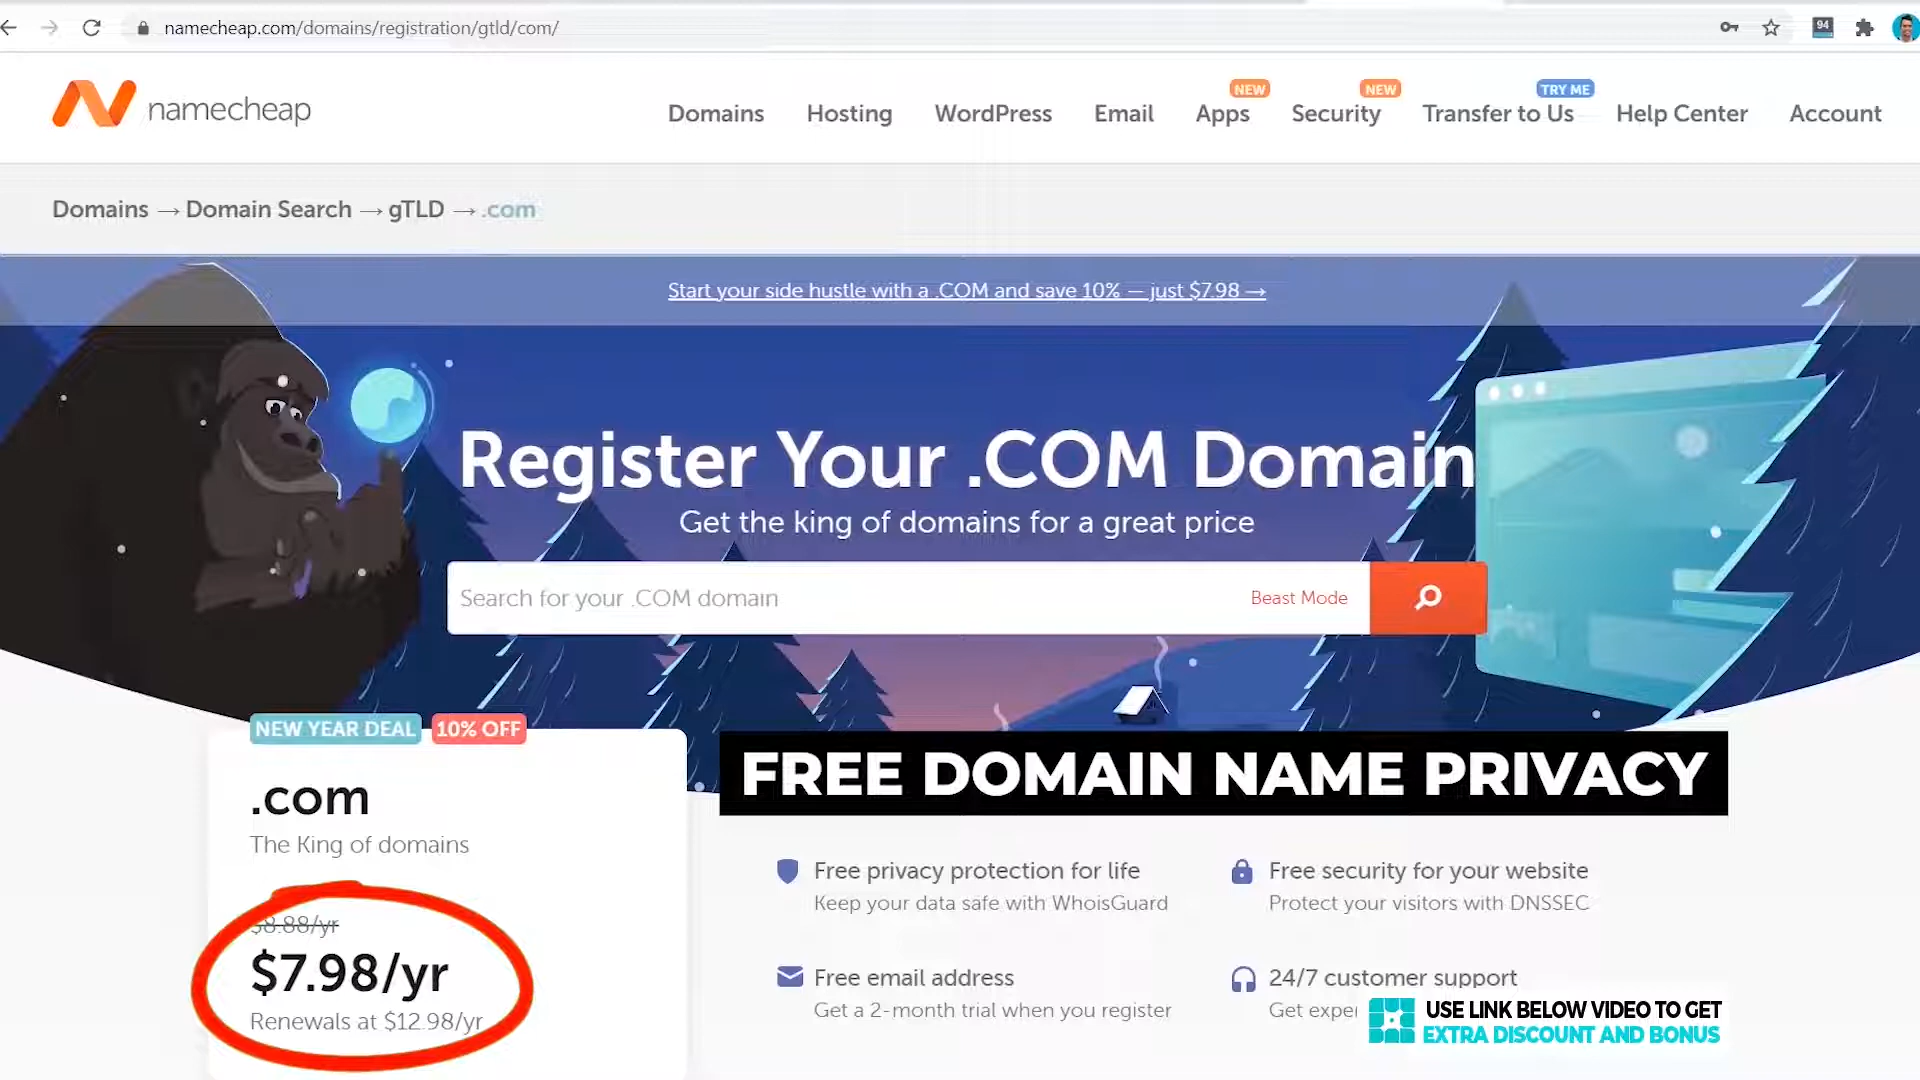 namecheap.com/domains/registration/gtld/com/
94
namecheap
Domains
Hosting
WordPress
Email
NEW
Apps
NEW
Security
TRY ME
Transfer to Us
Help Center
Account
Domains → Domain Search → gTLD → .com
Start your side hustle with a .COM and save 10% — just $7.98 →
Register Your .COM Domain
Get the king of domains for a great price
Search for your .COM domain
Beast Mode
NEW YEAR DEAL
10% OFF
.com
The King of domains
$8.88/yr
$7.98/yr
Renewals at $12.98/yr
FREE DOMAIN NAME PRIVACY
Free privacy protection for life
Keep your data safe with WhoisGuard
Free security for your website
Protect your visitors with DNSSEC
Free email address
Get a 2-month trial when you register
24/7 customer support
Get exper
USE LINK BELOW VIDEO TO GET
EXTRA DISCOUNT AND BONUS